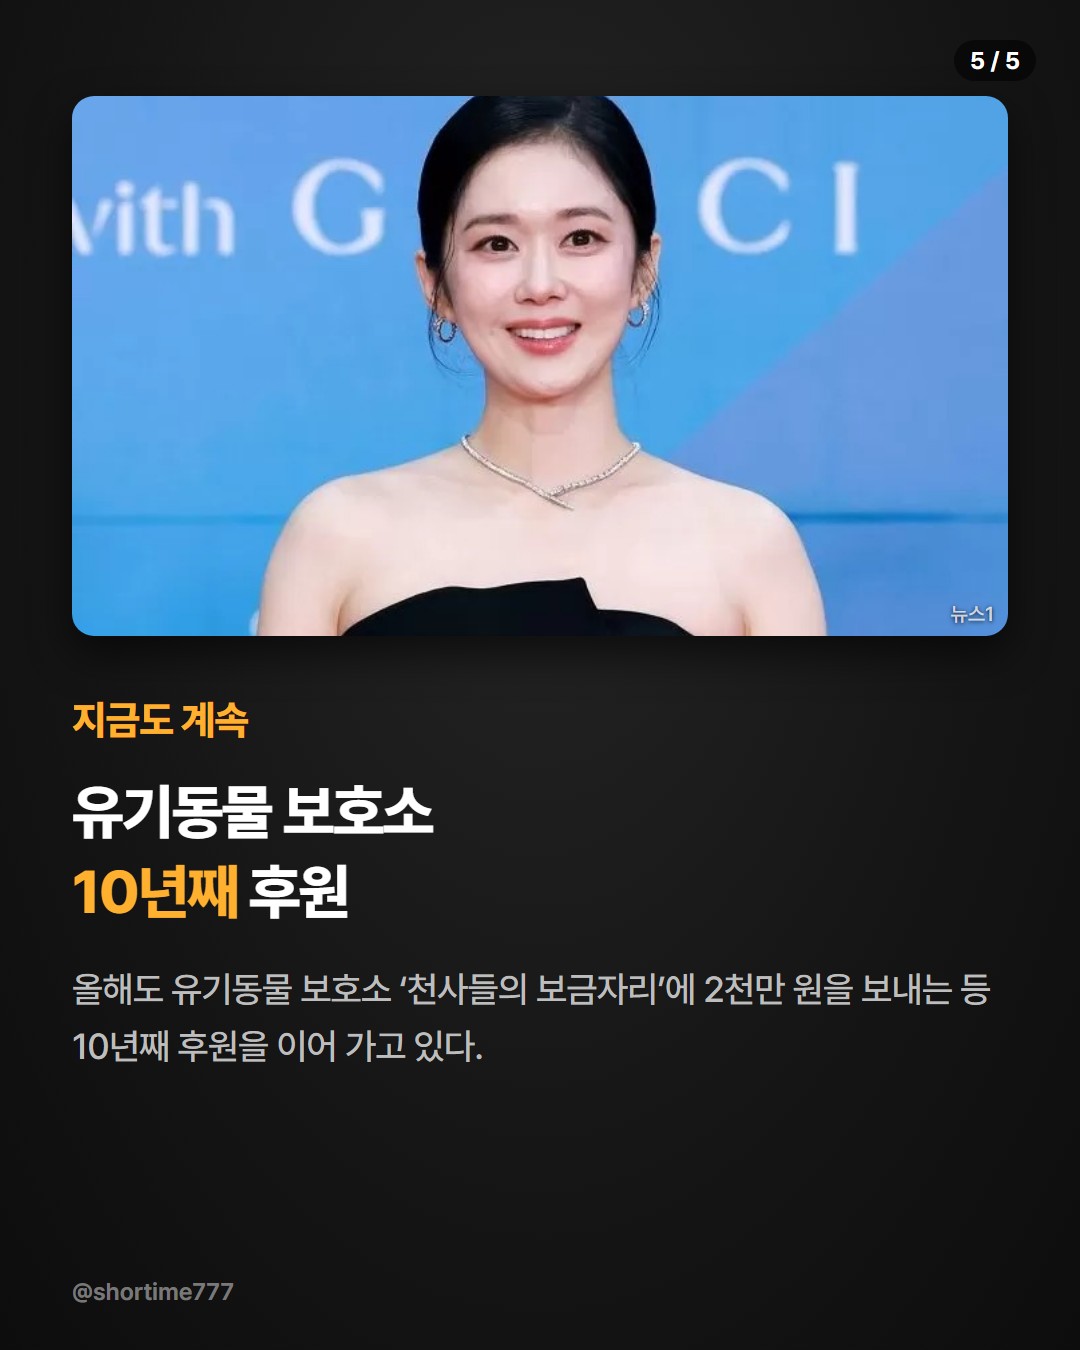 5 / 5
with G CI
뉴스1
지금도 계속
유기동물 보호소
10년째 후원
올해도 유기동물 보호소 ‘천사들의 보금자리’에 2천만 원을 보내는 등
10년째 후원을 이어 가고 있다.
@shortime777